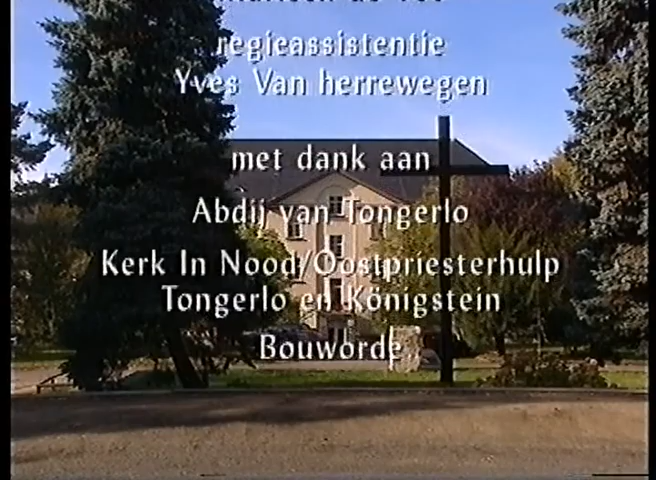 regieassistentie
Yves Van herrewegen
met dank aan
Abdij van Tongerlo
Kerk In Nood/Oostpriesterhulp
Tongerlo en Königstein
Bouworde